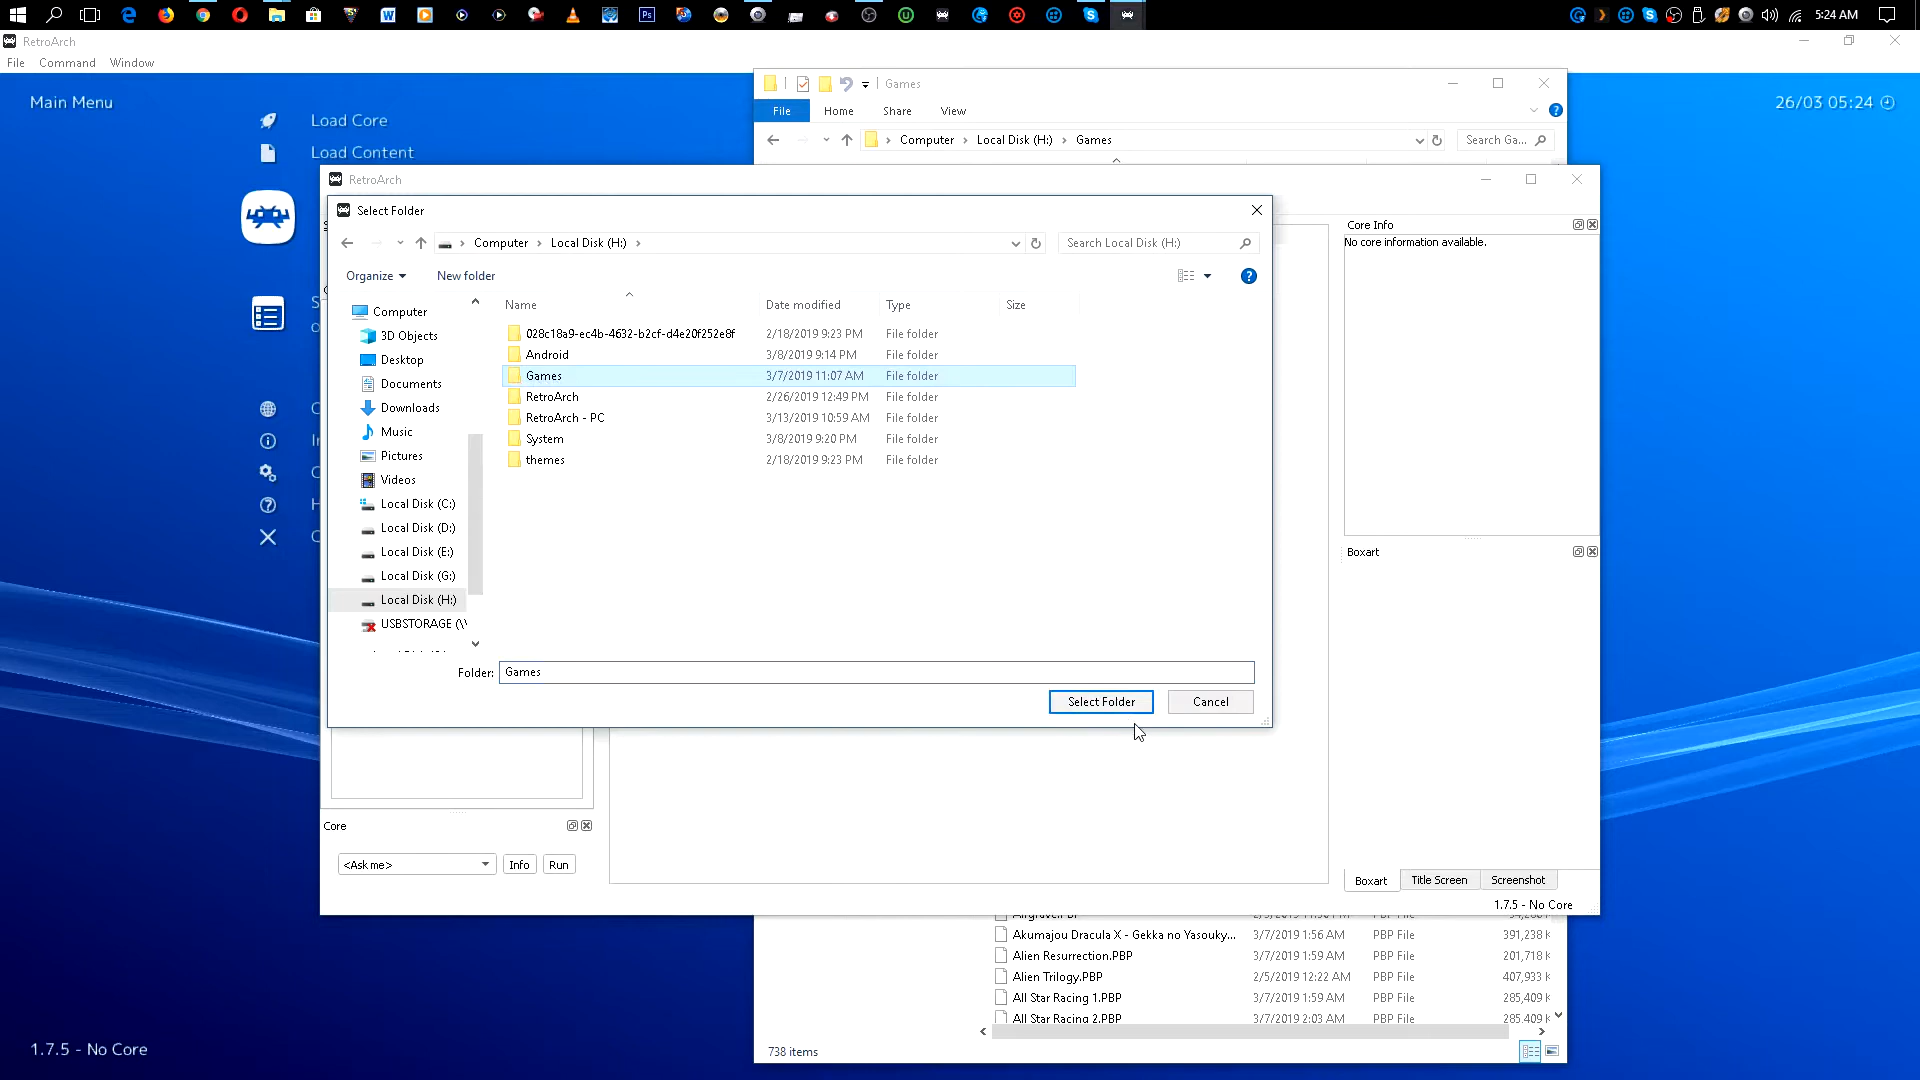 5:24 AM
RetroArch
File Command Window
Main Menu
26/03 05:24
Load Core
Load Content
Games
File Home Share View
Computer Local Disk (H:) Games
Search Ga...
RetroArch
Select Folder
Computer Local Disk (H:)
Search Local Disk (H:)
Organize New folder
Computer
3D Objects
Desktop
Documents
Downloads
Music
Pictures
Videos
Local Disk (C:)
Local Disk (D:)
Local Disk (E:)
Local Disk (G:)
Local Disk (H:)
USBSTORAGE (\\
Name Date modified Type Size
028c18a9-ec4b-4632-b2cf-d4e20f252e8f 2/18/2019 9:23 PM File folder
Android 3/8/2019 9:14 PM File folder
Games 3/7/2019 11:07 AM File folder
RetroArch 2/26/2019 12:49 PM File folder
RetroArch - PC 3/13/2019 10:59 AM File folder
System 3/8/2019 9:20 PM File folder
themes 2/18/2019 9:23 PM File folder
Folder: Games
Select Folder Cancel
Core Info
No core information available.
Boxart
Core
<Ask me> Info Run
Boxart Title Screen Screenshot
1.7.5 - No Core
Akumajou Dracula X - Gekka no Yasouky... 3/7/2019 1:56 AM PBP File 391,238 K
Alien Resurrection.PBP 3/7/2019 1:59 AM PBP File 201,718 K
Alien Trilogy.PBP 2/5/2019 12:22 AM PBP File 407,933 K
All Star Racing 1.PBP 3/7/2019 1:59 AM PBP File 285,409 K
All Star Racing 2.PBP 3/7/2019 2:03 AM PBP File 285,409 K
738 items
1.7.5 - No Core